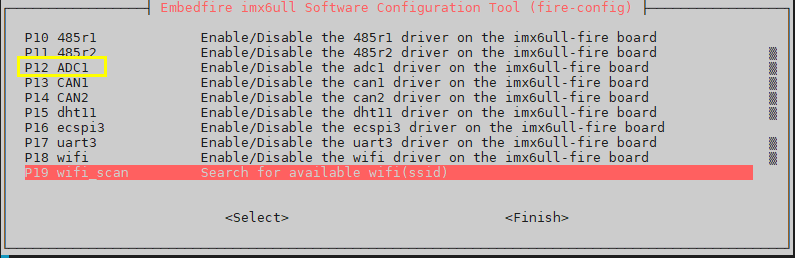 Embedfire imx6ull Software Configuration Tool (fire-config)
P10 485r1 Enable/Disable the 485r1 driver on the imx6ull-fire board
P11 485r2 Enable/Disable the 485r2 driver on the imx6ull-fire board
P12 ADC1 Enable/Disable the adc1 driver on the imx6ull-fire board
P13 CAN1 Enable/Disable the can1 driver on the imx6ull-fire board
P14 CAN2 Enable/Disable the can2 driver on the imx6ull-fire board
P15 dht11 Enable/Disable the dht11 driver on the imx6ull-fire board
P16 ecspi3 Enable/Disable the ecspi3 driver on the imx6ull-fire board
P17 uart3 Enable/Disable the uart3 driver on the imx6ull-fire board
P18 wifi Enable/Disable the wifi driver on the imx6ull-fire board
P19 wifi_scan Search for available wifi(ssid)
<Select> <Finish>